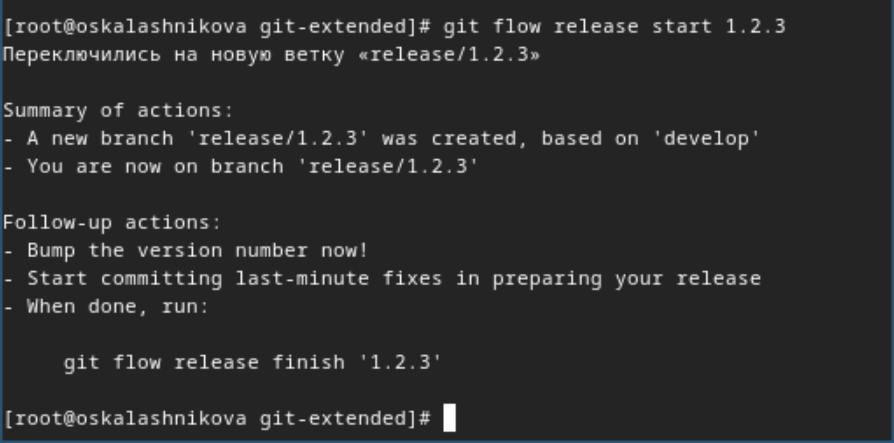 [root@oskalashnikova git-extended]# git flow release start 1.2.3
Переключились на новую ветку «release/1.2.3»
Summary of actions:
- A new branch 'release/1.2.3' was created, based on 'develop'
- You are now on branch 'release/1.2.3'
Follow-up actions:
- Bump the version number now!
- Start committing last-minute fixes in preparing your release
- When done, run:
git flow release finish '1.2.3'
[root@oskalashnikova git-extended]#